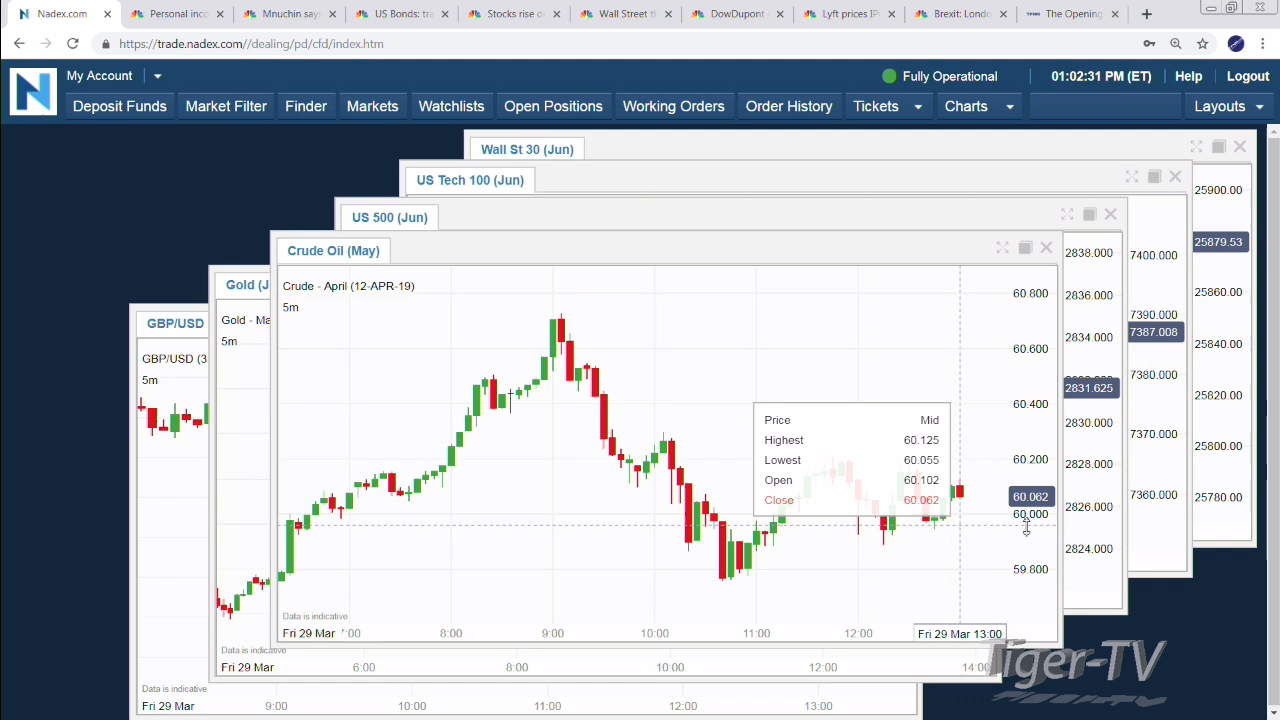 Nadex.com
Personal inc
Mnuchin say
US Bonds: tr
Stocks rise o
Wall Street t
DowDupont
Lyft prices IP
Brexit: Lond
The Opening
https://trade.nadex.com//dealing/pd/cfd/index.htm
My Account
Fully Operational
01:02:31 PM (ET)
Help
Logout
Deposit Funds
Market Filter
Finder
Markets
Watchlists
Open Positions
Working Orders
Order History
Tickets
Charts
Layouts
Wall St 30 (Jun)
25900.00
25879.53
25860.00
25840.00
25820.00
25800.00
25780.00
US Tech 100 (Jun)
7400.000
7390.000
7387.008
7380.000
7370.000
7360.000
US 500 (Jun)
2838.000
2836.000
2834.000
2831.625
2830.000
2828.000
2826.000
2824.000
Crude Oil (May)
Crude - April (12-APR-19)
5m
60.800
60.600
60.400
60.200
60.062
60.000
59.800
Price Mid
Highest 60.125
Lowest 60.055
Open 60.102
Close 60.062
Data is indicative
Fri 29 Mar
:00
8:00
9:00
10:00
11:00
12:00
Fri 29 Mar 13:00
Gold (J
Gold - Ma
5m
Data is indicative
Fri 29 Mar
6:00
8:00
10:00
12:00
14:00
GBP/USD
GBP/USD (3
5m
Data is indicative
Fri 29 Mar
9:00
10:00
11:00
12:00
13:00
Tiger-TV